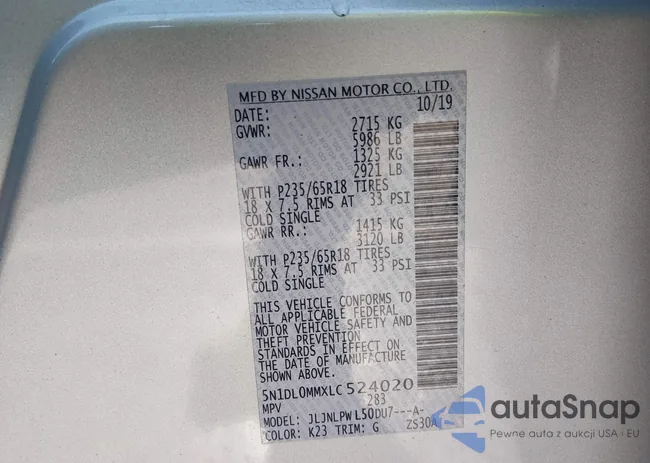 MFD BY NISSAN MOTOR CO., LTD.
DATE: 10/19
GVWR: 2715 KG
5986 LB
GAWR FR.: 1325 KG
2921 LB
WITH P235/65R18 TIRES
18 X 7.5 RIMS AT 33 PSI
COLD SINGLE
GAWR RR.: 1415 KG
3120 LB
WITH P235/65R18 TIRES
18 X 7.5 RIMS AT 33 PSI
COLD SINGLE
THIS VEHICLE CONFORMS TO
ALL APPLICABLE FEDERAL
MOTOR VEHICLE SAFETY AND
THEFT PREVENTION
STANDARDS IN EFFECT ON
THE DATE OF MANUFACTURE
SHOWN ABOVE.
5N1DL0MMXLC524020
MPV 283
MODEL: JLJNLPWL50DU7---A-
COLOR: K23 TRIM: G ZS30A
autoSnap
Pewne auta z aukcji USA i EU